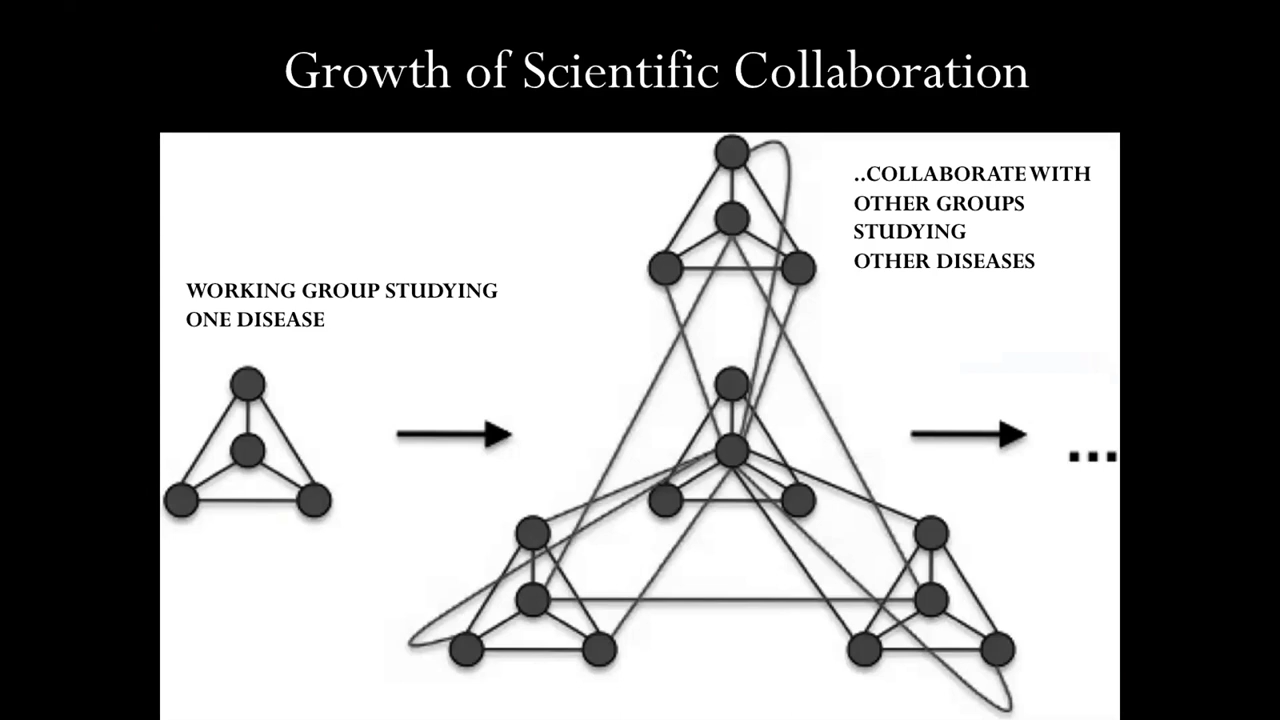 Growth of Scientific Collaboration
WORKING GROUP STUDYING
ONE DISEASE
..COLLABORATE WITH
OTHER GROUPS
STUDYING
OTHER DISEASES
...